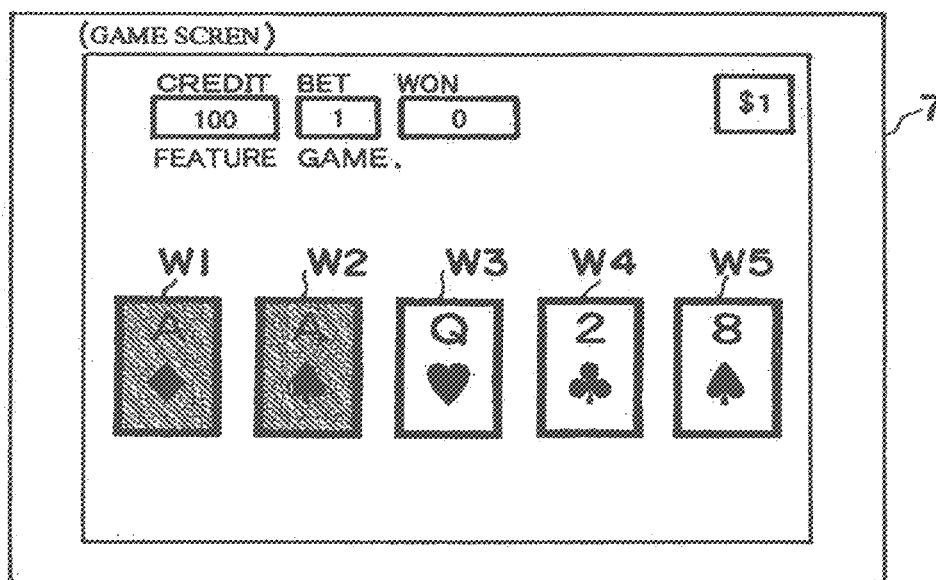 (GAME SCREN)
CREDIT BET WON
100 1 0 $1
7
FEATURE GAME.
W1 W2 W3 W4 W5
A A Q 2 8